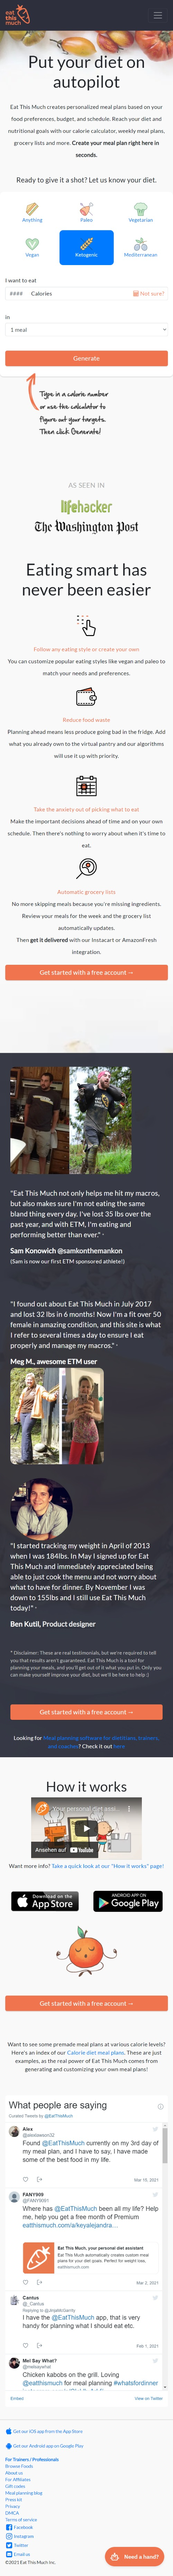 eat
this
much
Put your diet on
autopilot
Eat This Much creates personalized meal plans based on your
food preferences, budget, and schedule. Reach your diet and
nutritional goals with our calorie calculator, weekly meal plans,
grocery lists and more. Create your meal plan right here in
seconds.
Ready to give it a shot? Let us know your diet.
Anything
Paleo
Vegetarian
Vegan
Ketogenic
Mediterranean
I want to eat
####
Calories
Not sure?
in
1 meal
Generate
Type in a calorie number
or use the calculator to
figure out your targets.
Then click Generate!
AS SEEN IN
lifehacker
The Washington Post
Eating smart has
never been easier
Follow any eating style or create your own
You can customize popular eating styles like vegan and paleo to
match your needs and preferences.
Reduce food waste
Planning ahead means less produce going bad in the fridge. Add
what you already own to the virtual pantry and our algorithms
will use it up with priority.
Take the anxiety out of picking what to eat
Make the important decisions ahead of time and on your own
schedule. Then there's nothing to worry about when it's time to
eat.
Automatic grocery lists
No more skipping meals because you're missing ingredients.
Review your meals for the week and the grocery list
automatically updates.
Then get it delivered with our Instacart or AmazonFresh
integration.
Get started with a free account →
"Eat This Much not only helps me hit my macros,
but also makes sure I'm not eating the same
bland thing every day. I've lost 35 lbs over the
past year, and with ETM, I'm eating and
performing better than ever." *
Sam Konowich @samkonthemankon
(Sam is now our first ETM sponsored athlete!)
"I found out about Eat This Much in July 2017
and lost 32 lbs in 6 months! Now I'm a fit over 50
female in amazing condition, and this site is what
I refer to several times a day to ensure I eat
properly and manage my macros." *
Meg M., awesome ETM user
"I started tracking my weight in April of 2013
when I was 184lbs. In May I signed up for Eat
This Much and immediately appreciated being
able to just cook the menu and not worry about
what to have for dinner. By November I was
down to 155lbs and I still use Eat This Much
today!" *
Ben Kutil, Product designer
* Disclaimer: These are real testimonials, but we're required to tell
you that results aren't guaranteed. Eat This Much is a tool for
planning your meals, and you'll get out of it what you put in. Only you
can make sure you improve your diet, but we'll be here to help :)
Get started with a free account →
Looking for Meal planning software for dietitians, trainers,
and coaches? Check it out here.
How it works
Ansehen auf YouTube
Want more info? Take a quick look at our "How it works" page!
Download on the
App Store
ANDROID APP ON
Google Play
Get started with a free account →
Want to see some premade meal plans at various calorie levels?
Here's an index of our Calorie diet meal plans. These are just
examples, as the real power of Eat This Much comes from
generating and customizing your own meal plans!
What people are saying
Curated Tweets by @EatThisMuch
Alex
Found @EatThisMuch currently on my 3rd day of
my meal plan, and I have to say. It made me more
aware of the best food in my life.
Mar 10, 2021
FANY909
@FANY9091
Where has @EatThisMuch been all my life? Help
me, help you get a free month of Premium
eatthismuch.com/a/keyalejandra…
Eat This Much, your personal diet assistant
Eat This Much automatically creates custom meal
plans for your diet goals. Perfect for weight loss,
eatthismuch.com
Mar 2, 2021
Cantus
@_Cantus
I have the @EatThisMuch app, that is very
handy for planning what I should eat etc.
Feb 1, 2021
Mel Say What?
@melsaywhat
Chicken kabobs on the grill. Loving
@eatthismuch for meal planning #whatsfordinner
Embed
View on Twitter
Get our iOS app from the App Store
Get our Android app on Google Play
For Trainers / Professionals
Browse Foods
About us
For Affiliates
Gift codes
Meal planning blog
Press kit
Privacy
DMCA
Terms of service
Facebook
Instagram
Twitter
Email us
©2021 Eat This Much Inc.
Need a hand?